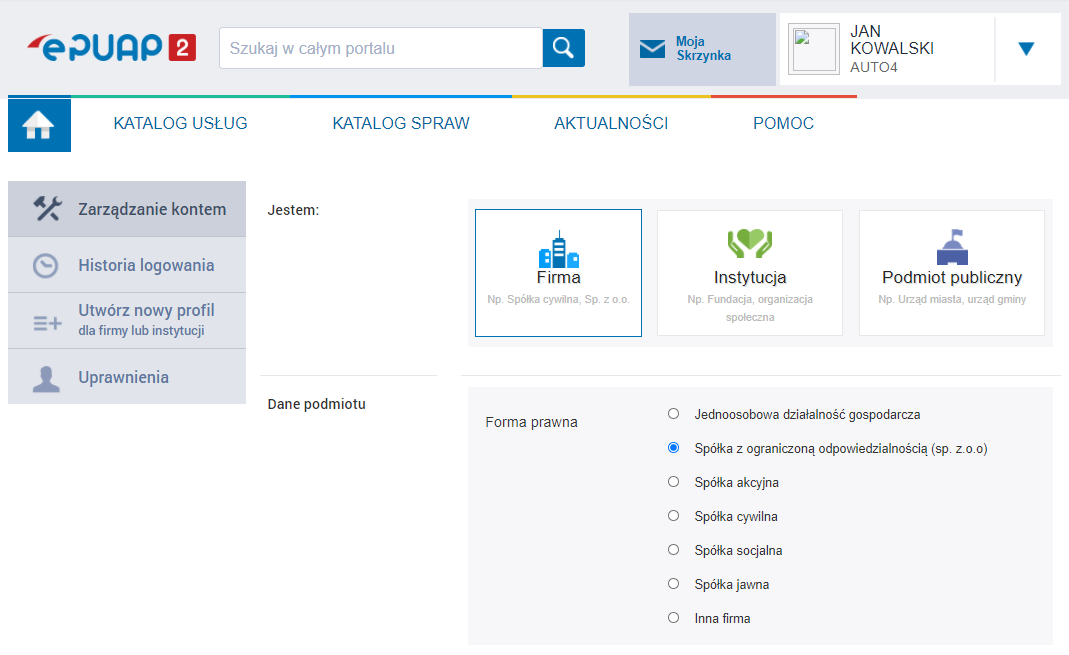 ePUAP 2
Szukaj w całym portalu
Moja
Skrzynka
JAN
KOWALSKI
AUTO4
KATALOG USŁUG
KATALOG SPRAW
AKTUALNOŚCI
POMOC
Zarządzanie kontem
Historia logowania
Utwórz nowy profil
dla firmy lub instytucji
Uprawnienia
Jestem:
Firma
Np. Spółka cywilna, Sp. z o.o.
Instytucja
Np. Fundacja, organizacja
społeczna
Podmiot publiczny
Np. Urząd miasta, urząd gminy
Dane podmiotu
Forma prawna
Jednoosobowa działalność gospodarcza
Spółka z ograniczoną odpowiedzialnością (sp. z.o.o)
Spółka akcyjna
Spółka cywilna
Spółka socjalna
Spółka jawna
Inna firma